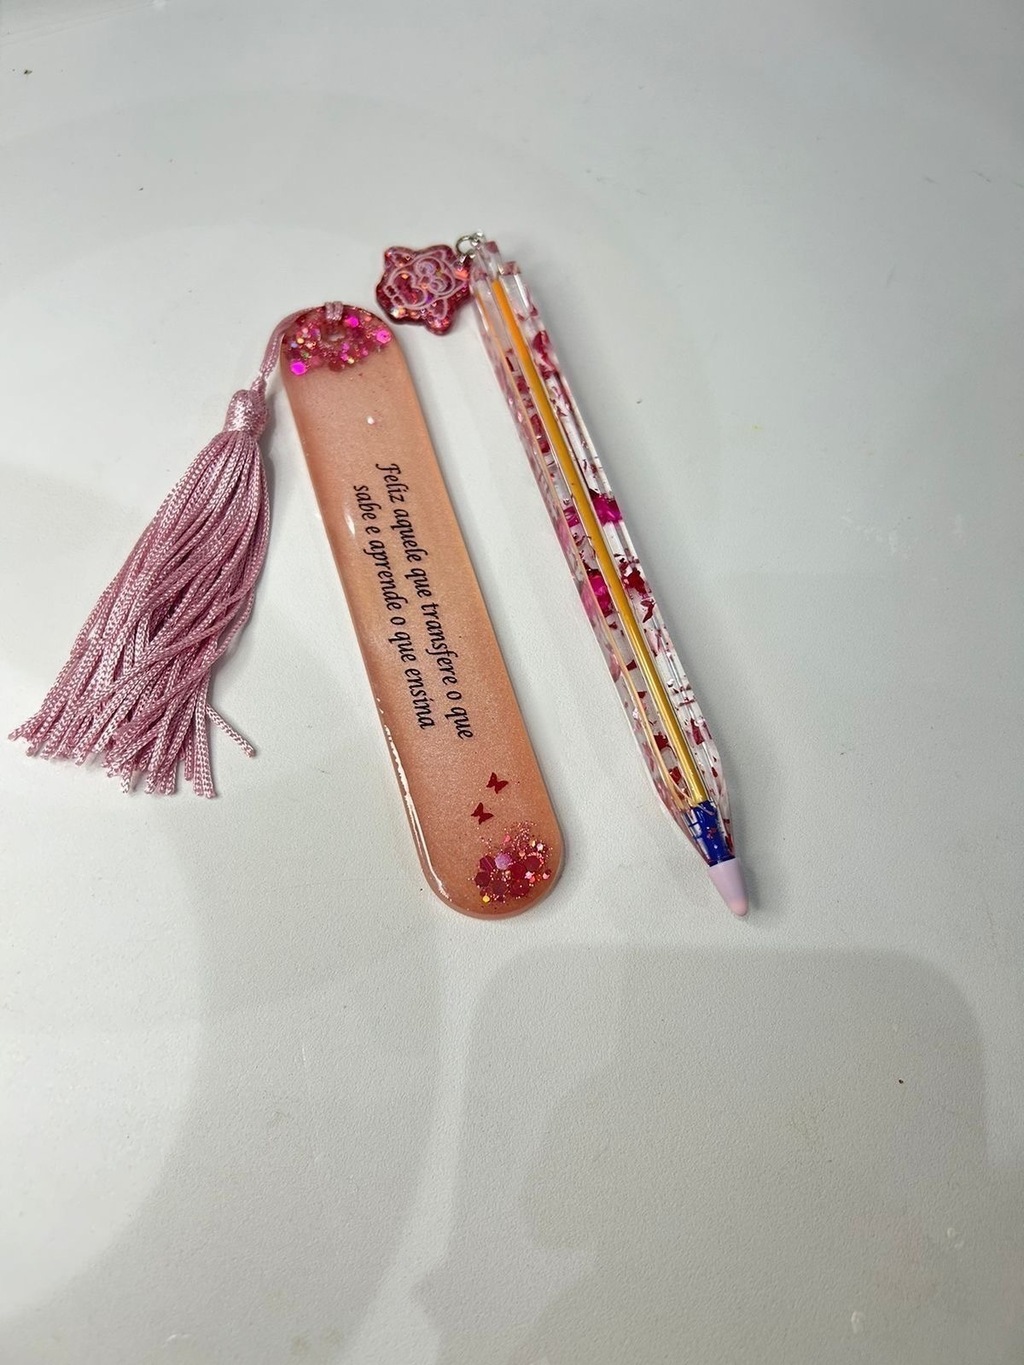 Feliz aquele que transfere o que
sabe e aprende o que ensina